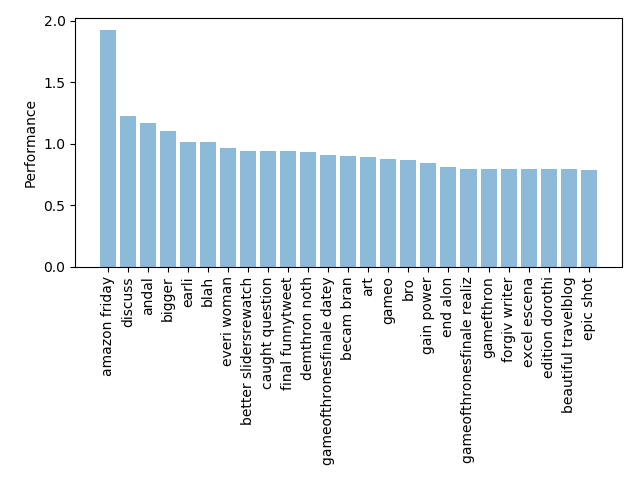 2.0
1.5
1.0
0.5
0.0
Performance
amazon friday
discuss
andal
bigger
earli
blah
everi woman
better slidersrewatch
caught question
final funnytweet
demthron noth
gameofthronesfinale datey
becam bran
art
gameo
bro
gain power
end alon
gameofthronesfinale realiz
gamefthron
forgiv writer
excel escena
edition dorothi
beautiful travelblog
epic shot